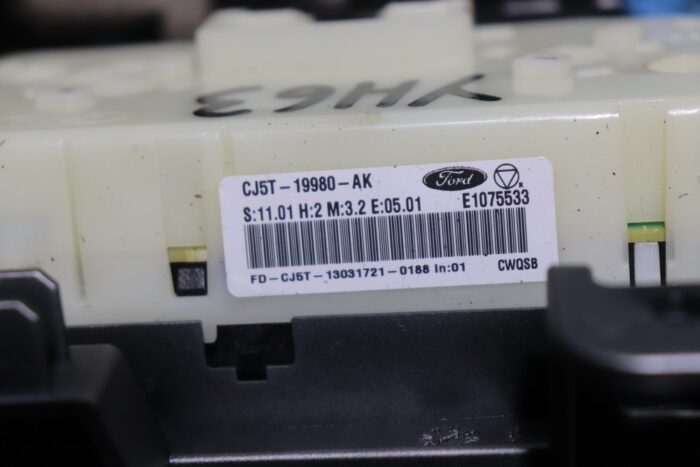 YH63
CJ5T-19980-AK
Ford
R
S:11.01 H:2 M:3.2 E:05.01
E1075533
FD-CJ5T-13031721-0188 In:01
CWQSB